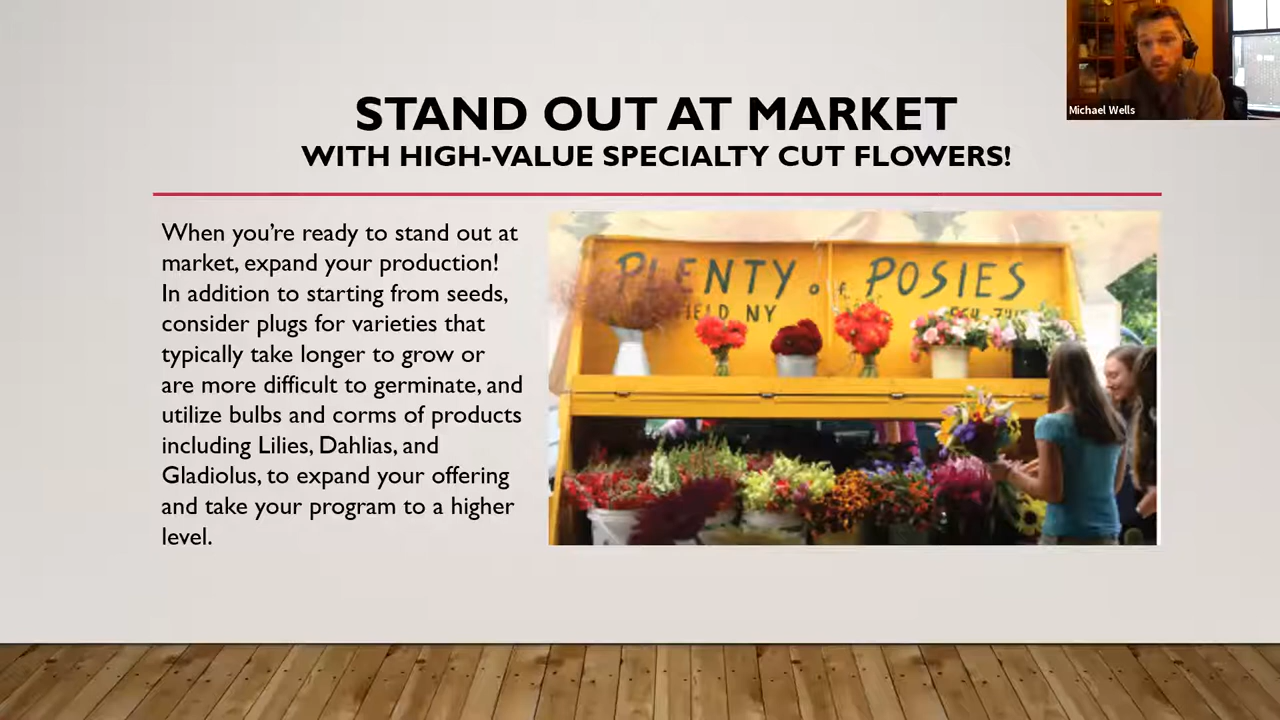 Michael Wells
STAND OUT AT MARKET
WITH HIGH-VALUE SPECIALTY CUT FLOWERS!
When you’re ready to stand out at
market, expand your production!
In addition to starting from seeds,
consider plugs for varieties that
typically take longer to grow or
are more difficult to germinate, and
utilize bulbs and corms of products
including Lilies, Dahlias, and
Gladiolus, to expand your offering
and take your program to a higher
level.
PLENTY of POSIES
NY